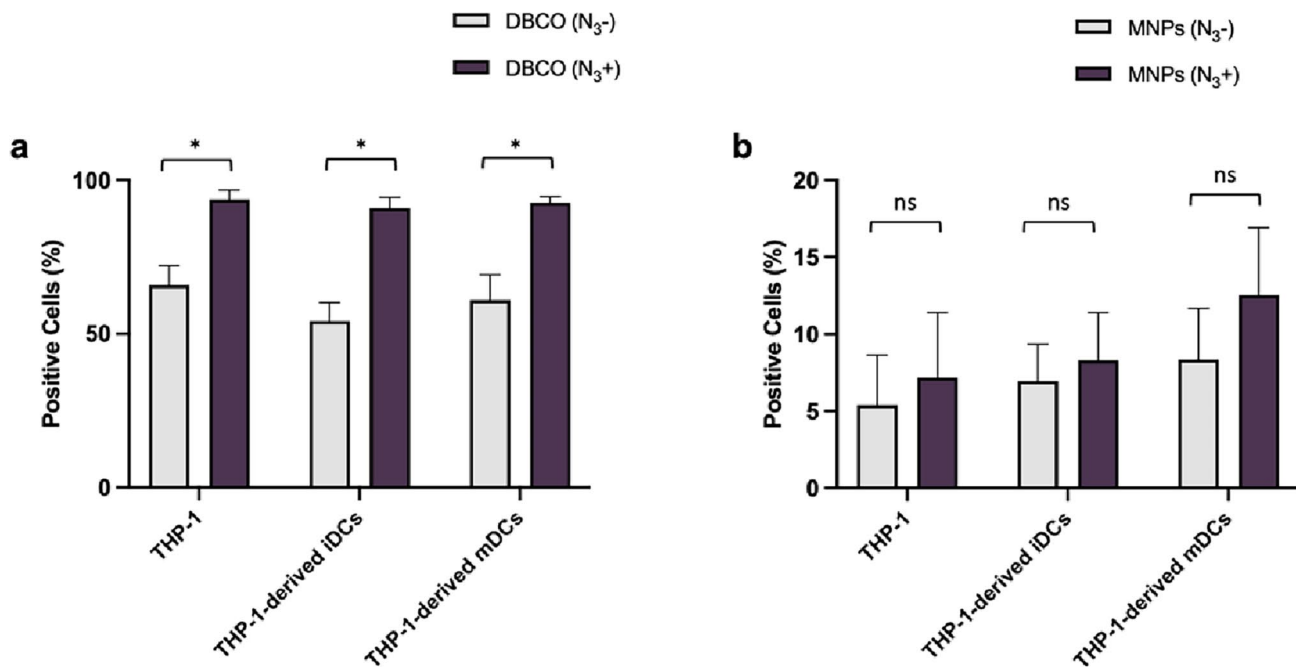 DBCO (N₃-)
DBCO (N₃+)
a
*
*
*
100
50
0
Positive Cells (%)
THP-1
THP-1-derived iDCs
THP-1-derived mDCs
MNPs (N₃-)
MNPs (N₃+)
b
ns
ns
ns
20
15
10
5
0
Positive Cells (%)
THP-1
THP-1-derived iDCs
THP-1-derived mDCs